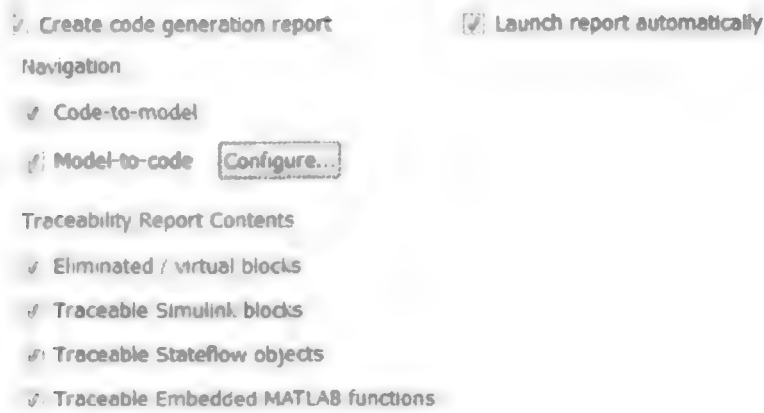 Create code generation report
Launch report automatically
Navigation
Code-to-model
Model-to-code Configure...
Traceability Report Contents
Eliminated / virtual blocks
Traceable Simulink blocks
Traceable Stateflow objects
Traceable Embedded MATLAB functions